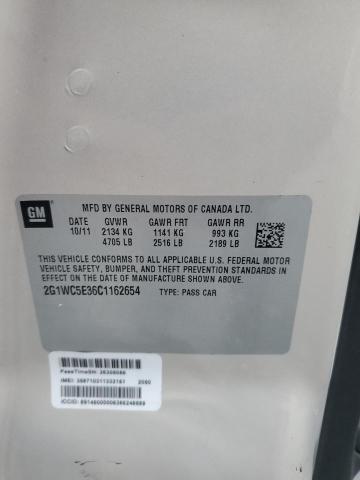 GM
MFD BY GENERAL MOTORS OF CANADA LTD.
DATE GVWR GAWR FRT GAWR RR
10/11 2134 KG 1141 KG 993 KG
4705 LB 2516 LB 2189 LB
THIS VEHICLE CONFORMS TO ALL APPLICABLE U.S. FEDERAL MOTOR
VEHICLE SAFETY, BUMPER, AND THEFT PREVENTION STANDARDS IN
EFFECT ON THE DATE OF MANUFACTURE SHOWN ABOVE.
2G1WC5E36C1162654 TYPE: PASS CAR